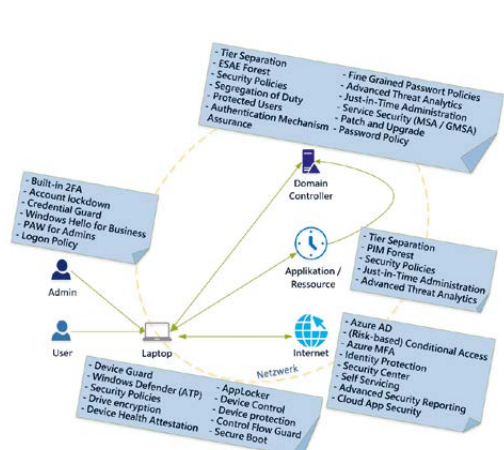 - Tier Separation
- ESAE Forest
- Security Policies
- Segregation of Duty
- Protected Users
- Authentication Mechanism
Assurance
- Fine Grained Passwort Policies
- Advanced Threat Analytics
- Just-in-Time Administration
- Service Security (MSA / GMSA)
- Patch and Upgrade
- Password Policy
Domain
Controller
- Built-in 2FA
- Account lockdown
- Credential Guard
- Windows Hello for Business
- PAW for Admins
- Logon Policy
Applikation /
Ressource
- Tier Separation
- PIM Forest
- Security Policies
- Just-in-Time Administration
- Advanced Threat Analytics
Admin
User
Laptop
Internet
Netzwerk
- Azure AD
- (Risk-based) Conditional Access
- Azure MFA
- Identity Protection
- Security Center
- Self Servicing
- Advanced Security Reporting
- Cloud App Security
- Device Guard
- Windows Defender (ATP)
- Security Policies
- Drive encryption
- Device Health Attestation
- AppLocker
- Device Control
- Device protection
- Control Flow Guard
- Secure Boot